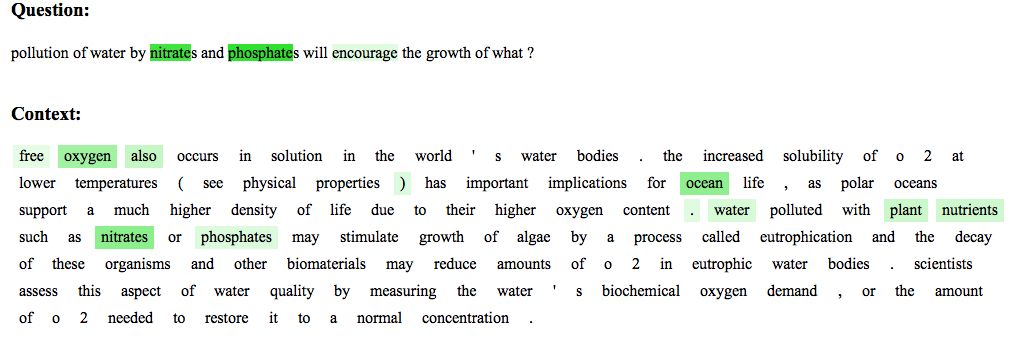 Question:
pollution of water by nitrates and phosphates will encourage the growth of what ?
Context:
free oxygen also occurs in solution in the world ' s water bodies . the increased solubility of o 2 at
lower temperatures ( see physical properties ) has important implications for ocean life , as polar oceans
support a much higher density of life due to their higher oxygen content . water polluted with plant nutrients
such as nitrates or phosphates may stimulate growth of algae by a process called eutrophication and the decay
of these organisms and other biomaterials may reduce amounts of o 2 in eutrophic water bodies . scientists
assess this aspect of water quality by measuring the water ' s biochemical oxygen demand , or the amount
of o 2 needed to restore it to a normal concentration .